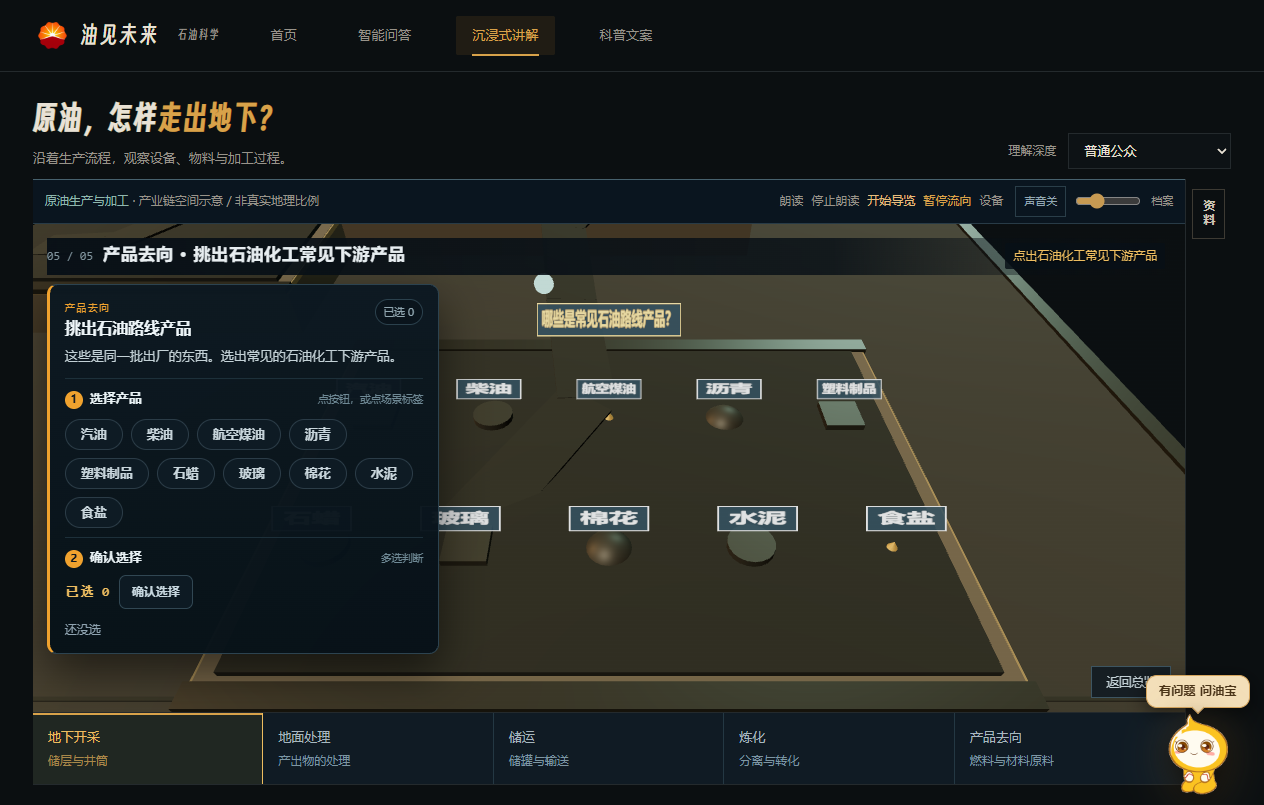 油见未来 石油科学 首页 智能问答 沉浸式讲解 科普文案
原油，怎样走出地下？
沿着生产流程，观察设备、物料与加工过程。
理解深度 普通公众
原油生产与加工 · 产业链空间示意 / 非真实地理比例
朗读 停止朗读 开始导览 暂停流向 设备 声音关 档案
资料
05 / 05 产品去向 • 挑出石油化工常见下游产品
点出石油化工常见下游产品
哪些是常见石油路线产品？
柴油 航空煤油 沥青 塑料制品
石蜡 玻璃 棉花 水泥 食盐
产品去向
已选 0
挑出石油路线产品
这些是同一批出厂的东西。选出常见的石油化工下游产品。
1 选择产品 点按钮，或点场景标签
汽油 柴油 航空煤油 沥青
塑料制品 石蜡 玻璃 棉花 水泥
食盐
2 确认选择 多选判断
已选 0 确认选择
还没选
返回总
有问题 问油宝
地下开采
储层与井筒
地面处理
产出物的处理
储运
储罐与输送
炼化
分离与转化
产品去向
燃料与材料原料